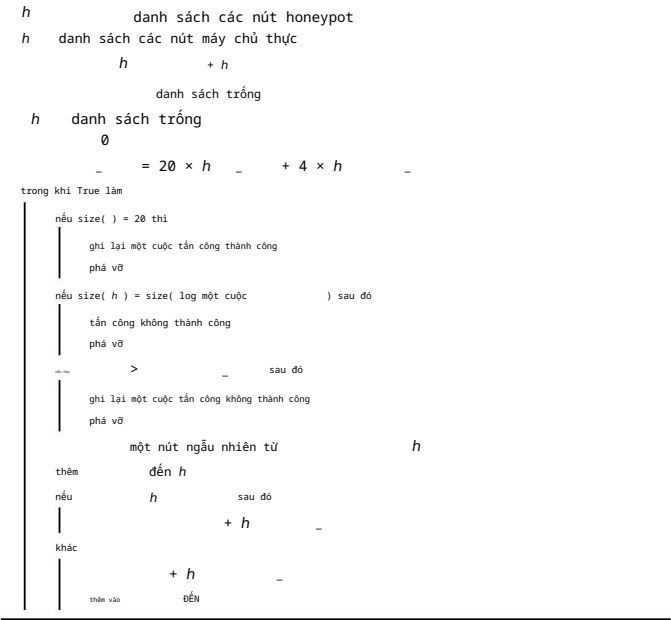 h danh sách các nút honeypot
h danh sách các nút máy chủ thực
h + h
danh sách trống
h danh sách trống
0
_ = 20 × h _ + 4 × h _
trong khi True làm
nếu size( ) = 20 thì
ghi lại một cuộc tấn công thành công
phá vỡ
nếu size( h ) = size( log một cuộc ) sau đó
tấn công không thành công
phá vỡ
> _ sau đó
ghi lại một cuộc tấn công không thành công
phá vỡ
một nút ngẫu nhiên từ h
thêm đến h
nếu h sau đó
+ h _
khác
+ h _
thêm vào ĐẾN